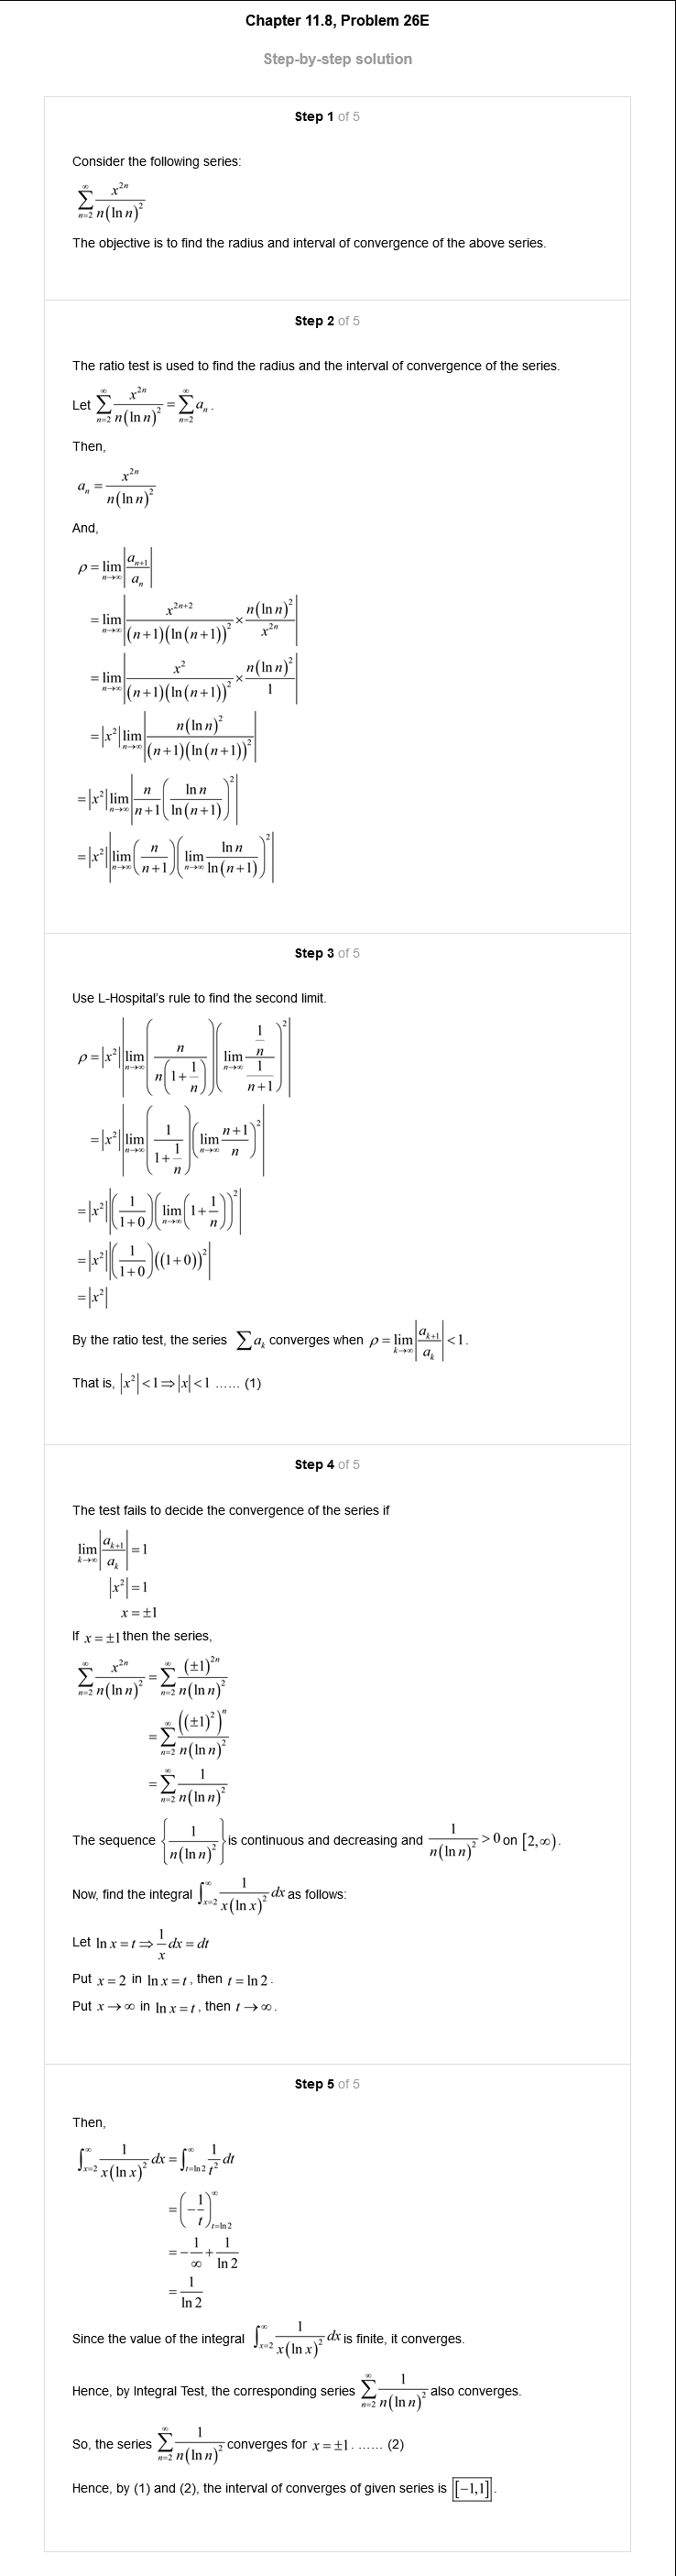 Chapter 11.8, Problem 26E
Step-by-step solution
Step 1 of 5
Consider the following series:
$\sum_{n=2}^{\infty} \frac{x^{2n}}{n(\ln n)^2}$
The objective is to find the radius and interval of convergence of the above series.
Step 2 of 5
The ratio test is used to find the radius and the interval of convergence of the series.
Let $\sum_{n=2}^{\infty} \frac{x^{2n}}{n(\ln n)^2} = \sum_{n=2}^{\infty} a_n$.
Then,
$a_n = \frac{x^{2n}}{n(\ln n)^2}$
And,
$\rho = \lim_{n\to\infty} \left|\frac{a_{n+1}}{a_n}\right|$
$= \lim_{n\to\infty} \left|\frac{x^{2n+2}}{(n+1)(\ln(n+1))^2} \times \frac{n(\ln n)^2}{x^{2n}}\right|$
$= \lim_{n\to\infty} \left|\frac{x^2}{(n+1)(\ln(n+1))^2} \times \frac{n(\ln n)^2}{1}\right|$
$= |x^2| \lim_{n\to\infty} \left|\frac{n(\ln n)^2}{(n+1)(\ln(n+1))^2}\right|$
$= |x^2| \lim_{n\to\infty} \left|\frac{n}{n+1}\left(\frac{\ln n}{\ln(n+1)}\right)^2\right|$
$= |x^2| \left|\lim_{n\to\infty}\left(\frac{n}{n+1}\right)\left(\lim_{n\to\infty}\frac{\ln n}{\ln(n+1)}\right)^2\right|$
Step 3 of 5
Use L-Hospital's rule to find the second limit.
$\rho = |x^2| \left|\lim_{n\to\infty}\left(\frac{n}{n\left(1+\frac{1}{n}\right)}\right)\left(\lim_{n\to\infty}\frac{\frac{1}{n}}{\frac{1}{n+1}}\right)^2\right|$
$= |x^2| \left|\lim_{n\to\infty}\left(\frac{1}{1+\frac{1}{n}}\right)\left(\lim_{n\to\infty}\frac{n+1}{n}\right)^2\right|$
$= |x^2| \left|\left(\frac{1}{1+0}\right)\left(\lim_{n\to\infty}\left(1+\frac{1}{n}\right)\right)^2\right|$
$= |x^2| \left|\left(\frac{1}{1+0}\right)((1+0))^2\right|$
$= |x^2|$
By the ratio test, the series $\sum a_k$ converges when $\rho = \lim_{k\to\infty}\left|\frac{a_{k+1}}{a_k}\right| < 1$.
That is, $|x^2| < 1 \Rightarrow |x| < 1$ ...... (1)
Step 4 of 5
The test fails to decide the convergence of the series if
$\lim_{k\to\infty}\left|\frac{a_{k+1}}{a_k}\right| = 1$
$|x^2| = 1$
$x = \pm 1$
If $x = \pm 1$ then the series,
$\sum_{n=2}^{\infty} \frac{x^{2n}}{n(\ln n)^2} = \sum_{n=2}^{\infty} \frac{(\pm 1)^{2n}}{n(\ln n)^2}$
$= \sum_{n=2}^{\infty} \frac{((\pm 1)^2)^n}{n(\ln n)^2}$
$= \sum_{n=2}^{\infty} \frac{1}{n(\ln n)^2}$
The sequence $\left\{\frac{1}{n(\ln n)^2}\right\}$ is continuous and decreasing and $\frac{1}{n(\ln n)^2} > 0$ on $[2, \infty)$.
Now, find the integral $\int_{x=2}^{\infty} \frac{1}{x(\ln x)^2} dx$ as follows:
Let $\ln x = t \Rightarrow \frac{1}{x} dx = dt$
Put $x = 2$ in $\ln x = t$, then $t = \ln 2$.
Put $x \to \infty$ in $\ln x = t$, then $t \to \infty$.
Step 5 of 5
Then,
$\int_{x=2}^{\infty} \frac{1}{x(\ln x)^2} dx = \int_{t=\ln 2}^{\infty} \frac{1}{t^2} dt$
$= \left(-\frac{1}{t}\right)_{t=\ln 2}^{\infty}$
$= -\frac{1}{\infty} + \frac{1}{\ln 2}$
$= \frac{1}{\ln 2}$
Since the value of the integral $\int_{x=2}^{\infty} \frac{1}{x(\ln x)^2} dx$ is finite, it converges.
Hence, by Integral Test, the corresponding series $\sum_{n=2}^{\infty} \frac{1}{n(\ln n)^2}$ also converges.
So, the series $\sum_{n=2}^{\infty} \frac{1}{n(\ln n)^2}$ converges for $x = \pm 1$. ...... (2)
Hence, by (1) and (2), the interval of converges of given series is $\boxed{[-1,1]}$.